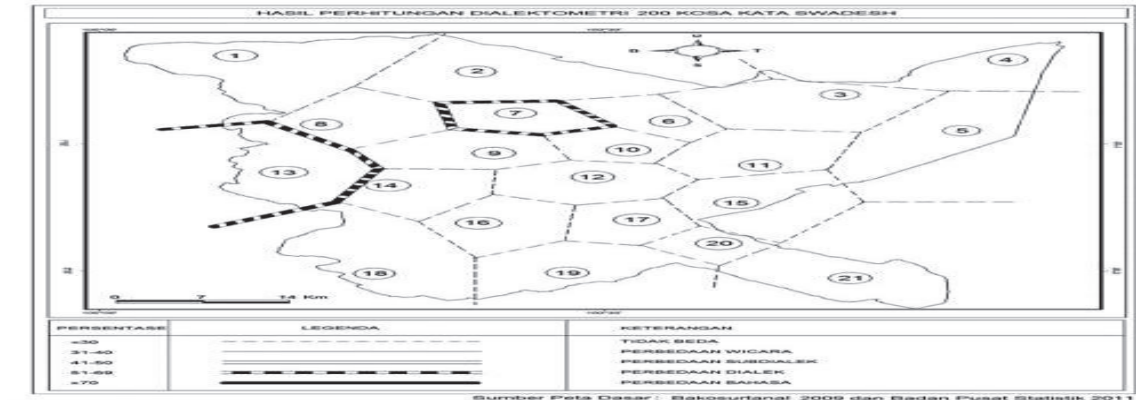 HASIL PERHITUNGAN DIALEKTOMETRI 200 KOSA KATA SWADESH
U
B T
S
1
2
3
4
5
6
7
8
9
10
11
12
13
14
15
16
17
18
19
20
21
0 7 14 Km
PERSENTASE LEGENDA KETERANGAN
TIDAK BEDA
31-40 PERBEDAAN WICARA
41-50 PERBEDAAN SUBDIALEK
51-69 PERBEDAAN DIALEK
PERBEDAAN BAHASA
Sumber Peta Dasar : Bakosurtanal 2009 dan Badan Pusat Statistik 2011